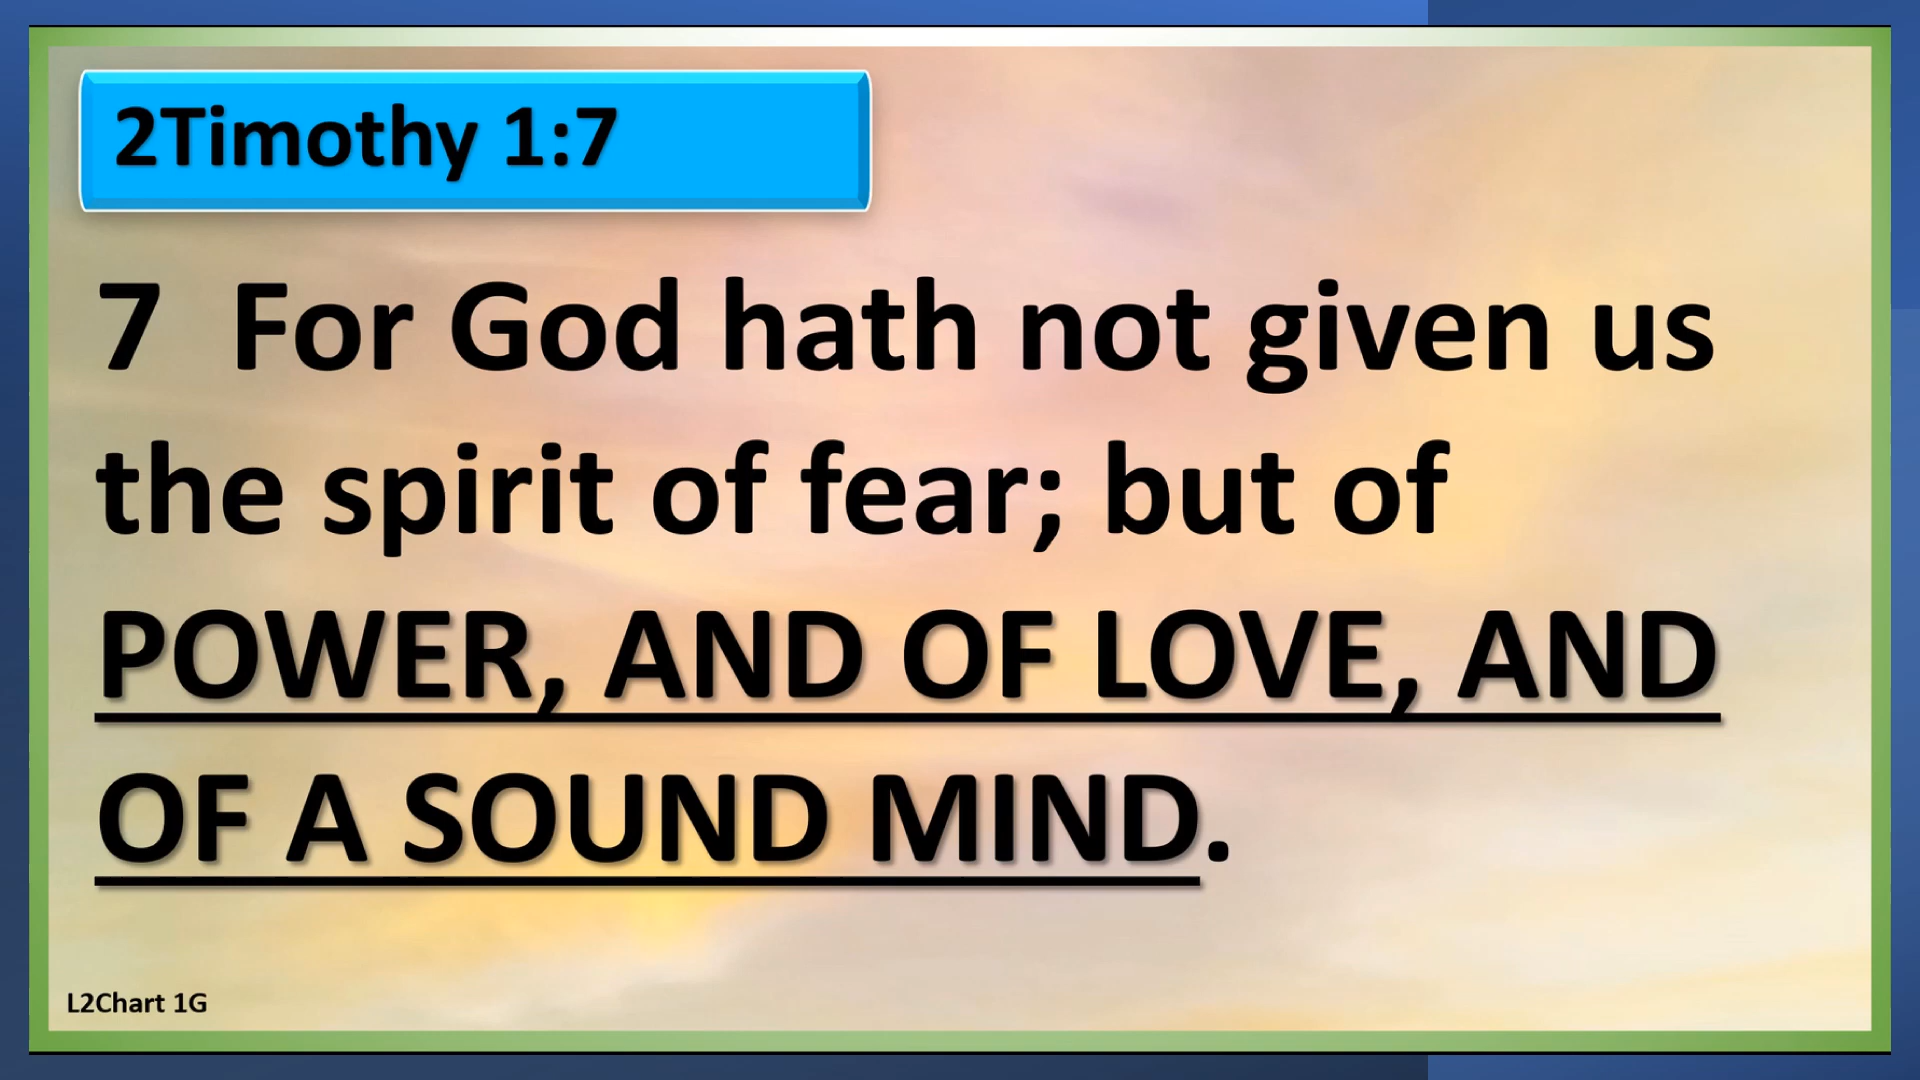 2Timothy 1:7
7  For God hath not given us
the spirit of fear; but of
POWER, AND OF LOVE, AND
OF A SOUND MIND.
L2Chart 1G